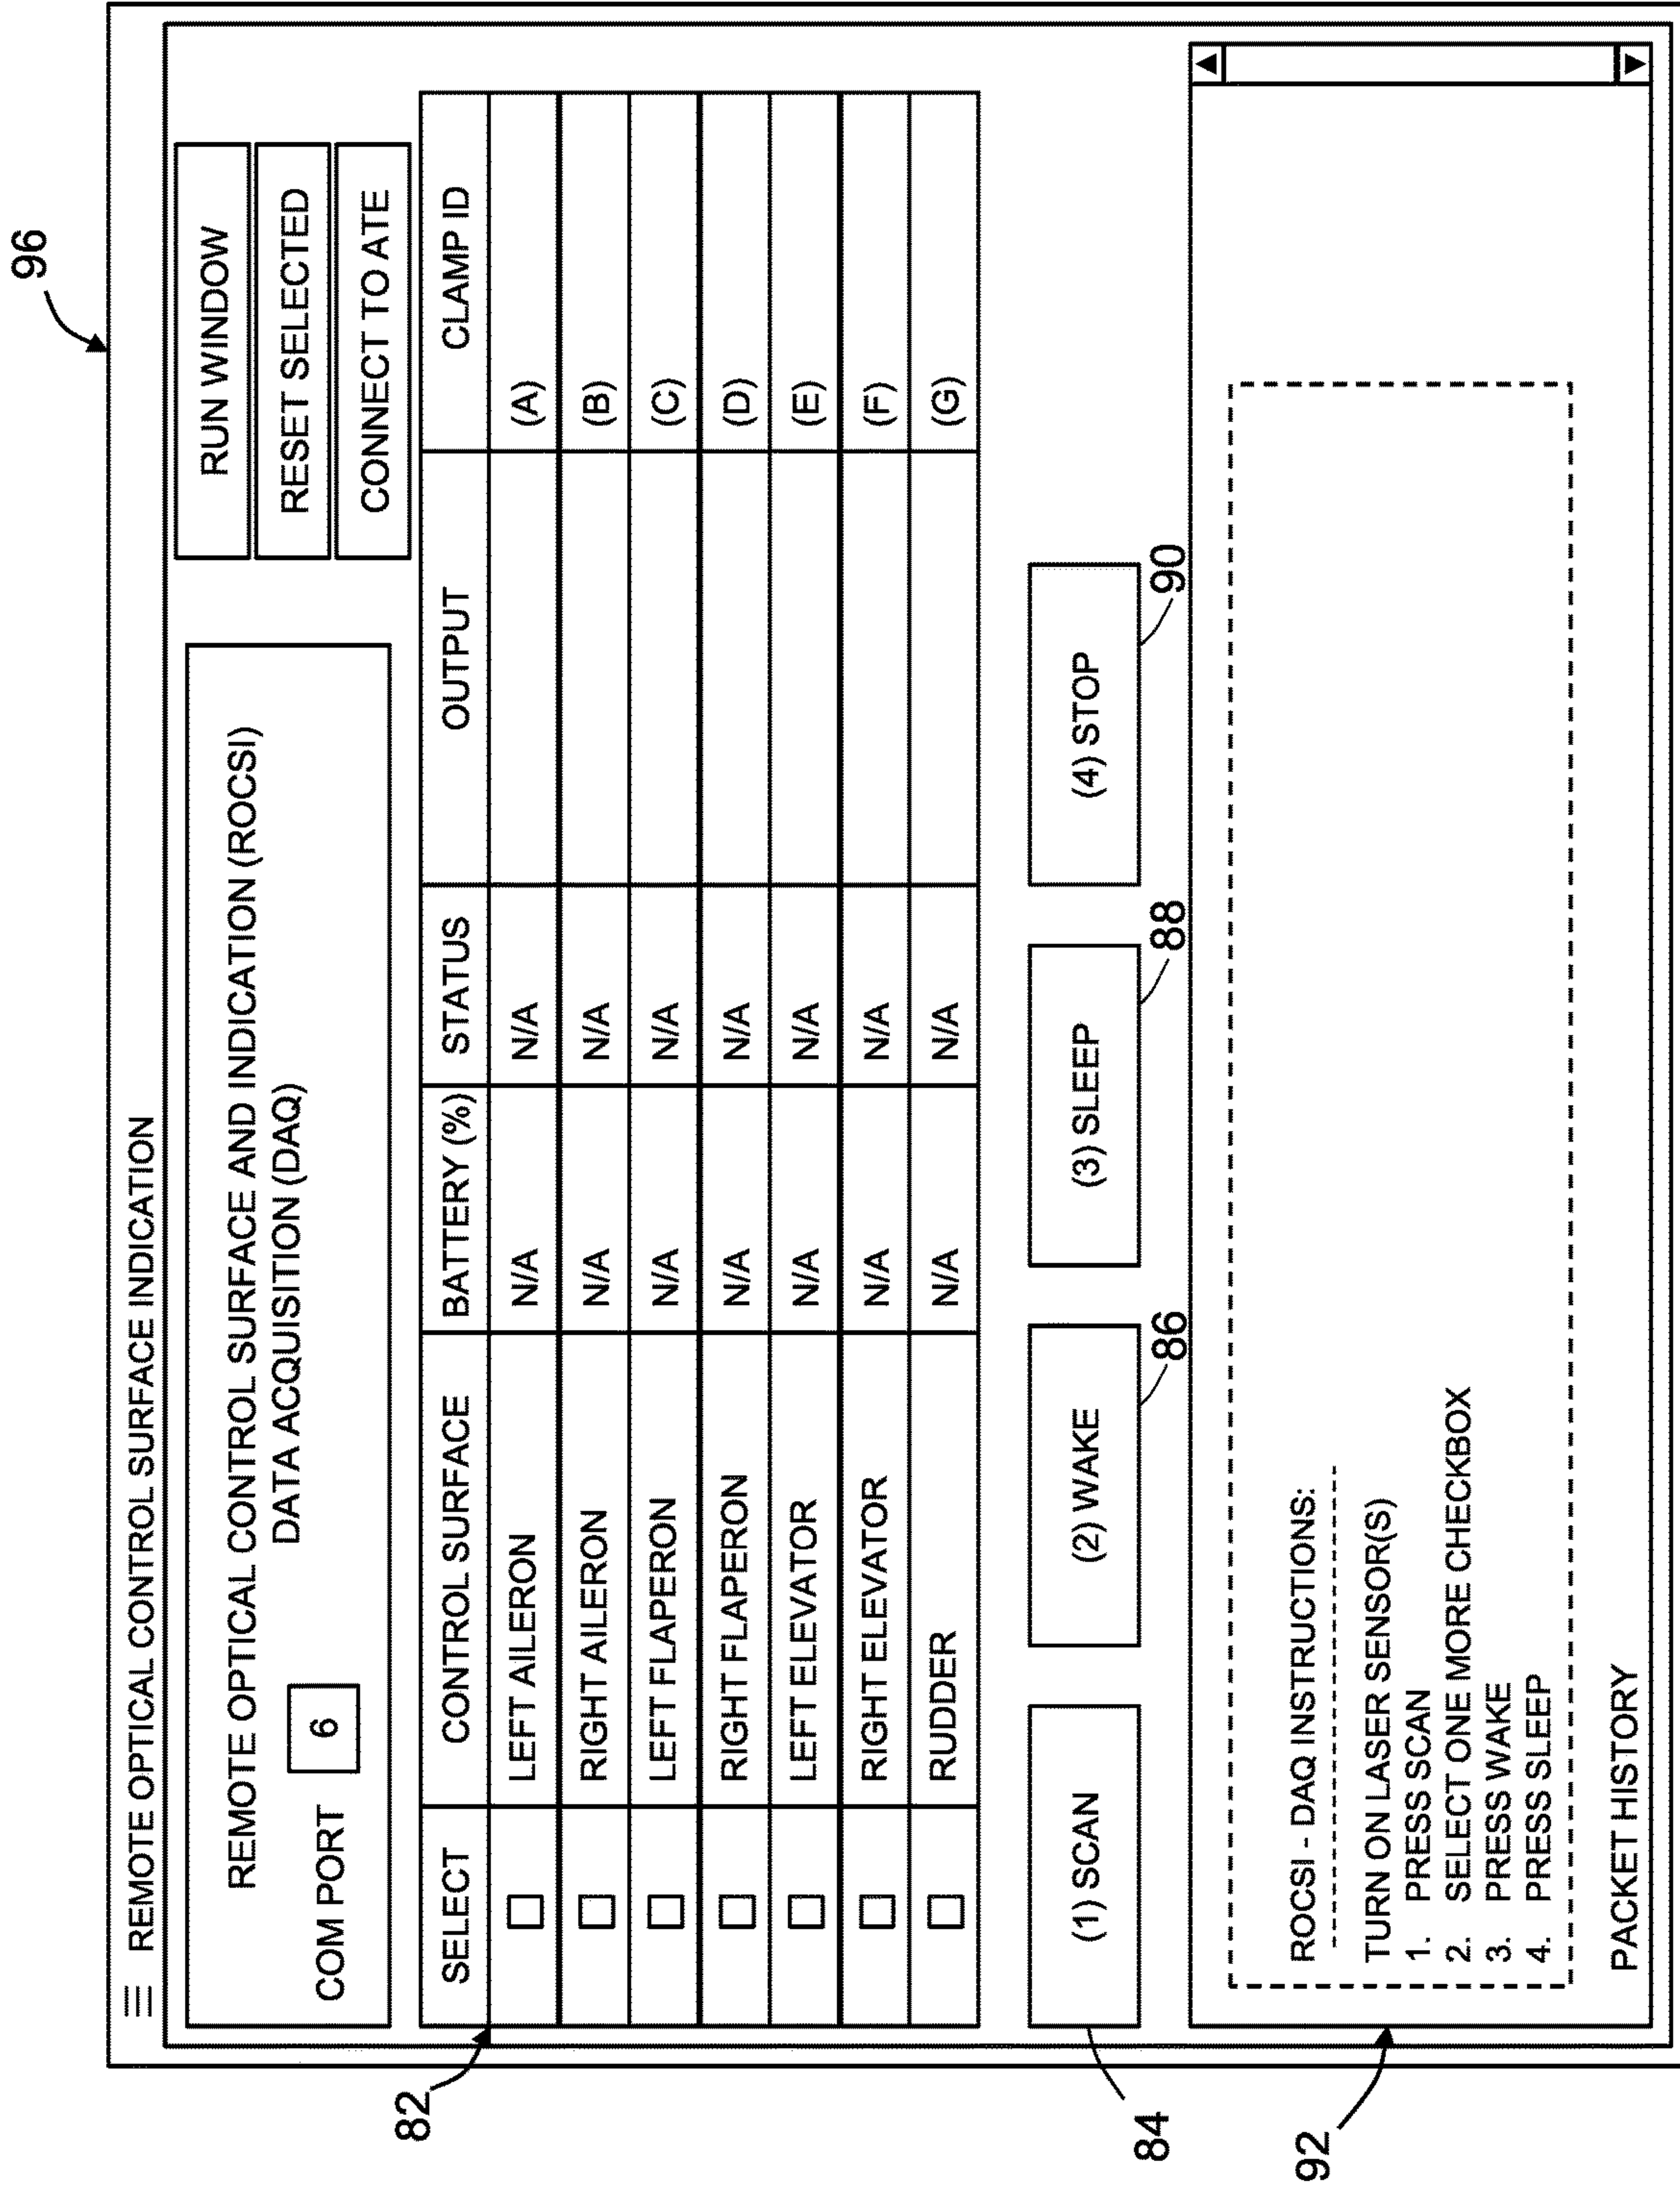 96
REMOTE OPTICAL CONTROL SURFACE INDICATION
REMOTE OPTICAL CONTROL SURFACE AND INDICATION (ROCSI)
DATA ACQUISITION (DAQ)
COM PORT 6
RUN WINDOW
RESET SELECTED
CONNECT TO ATE
82
SELECT CONTROL SURFACE BATTERY (%) STATUS OUTPUT CLAMP ID
LEFT AILERON N/A N/A (A)
RIGHT AILERON N/A N/A (B)
LEFT FLAPERON N/A N/A (C)
RIGHT FLAPERON N/A N/A (D)
LEFT ELEVATOR N/A N/A (E)
RIGHT ELEVATOR N/A N/A (F)
RUDDER N/A N/A (G)
(1) SCAN (2) WAKE (3) SLEEP (4) STOP
84 86 88 90
92
ROCSI - DAQ INSTRUCTIONS:
TURN ON LASER SENSOR(S)
1. PRESS SCAN
2. SELECT ONE MORE CHECKBOX
3. PRESS WAKE
4. PRESS SLEEP
PACKET HISTORY